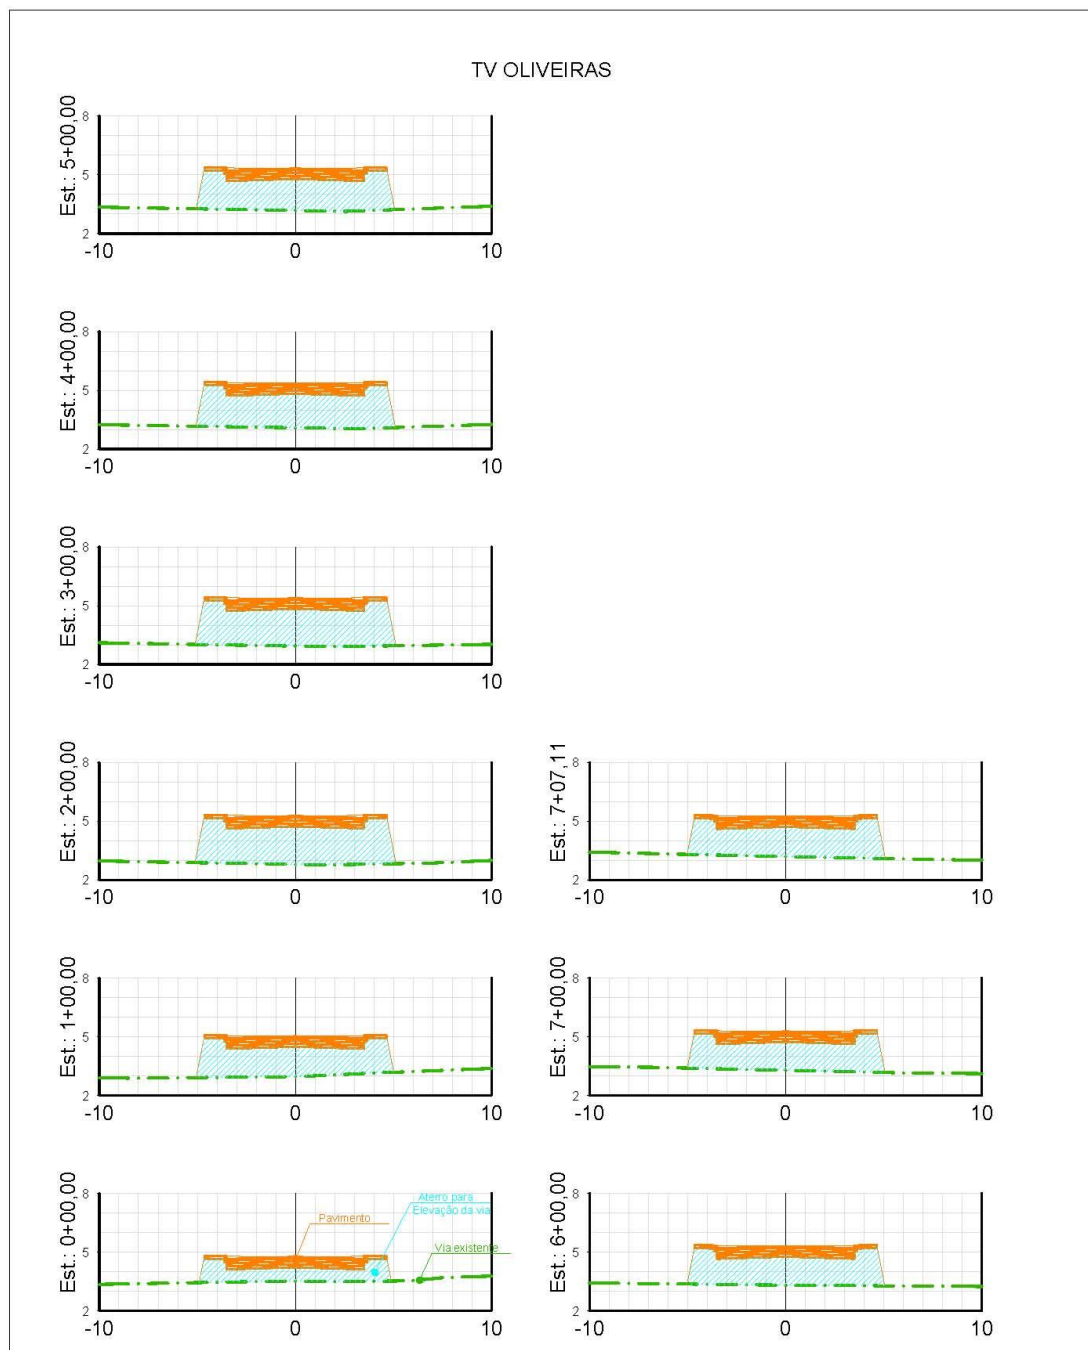 TV OLIVEIRAS
Est.: 5+00,00
8
5
2
-10 0 10
Est.: 4+00,00
8
5
2
-10 0 10
Est.: 3+00,00
8
5
2
-10 0 10
Est.: 2+00,00
8
5
2
-10 0 10
Est.: 7+07,11
8
5
2
-10 0 10
Est.: 1+00,00
8
5
2
-10 0 10
Est.: 7+00,00
8
5
2
-10 0 10
Est.: 0+00,00
8
5
2
-10 0 10
Aterro para
Elevação da via
Pavimento
Via existente
Est.: 6+00,00
8
5
2
-10 0 10